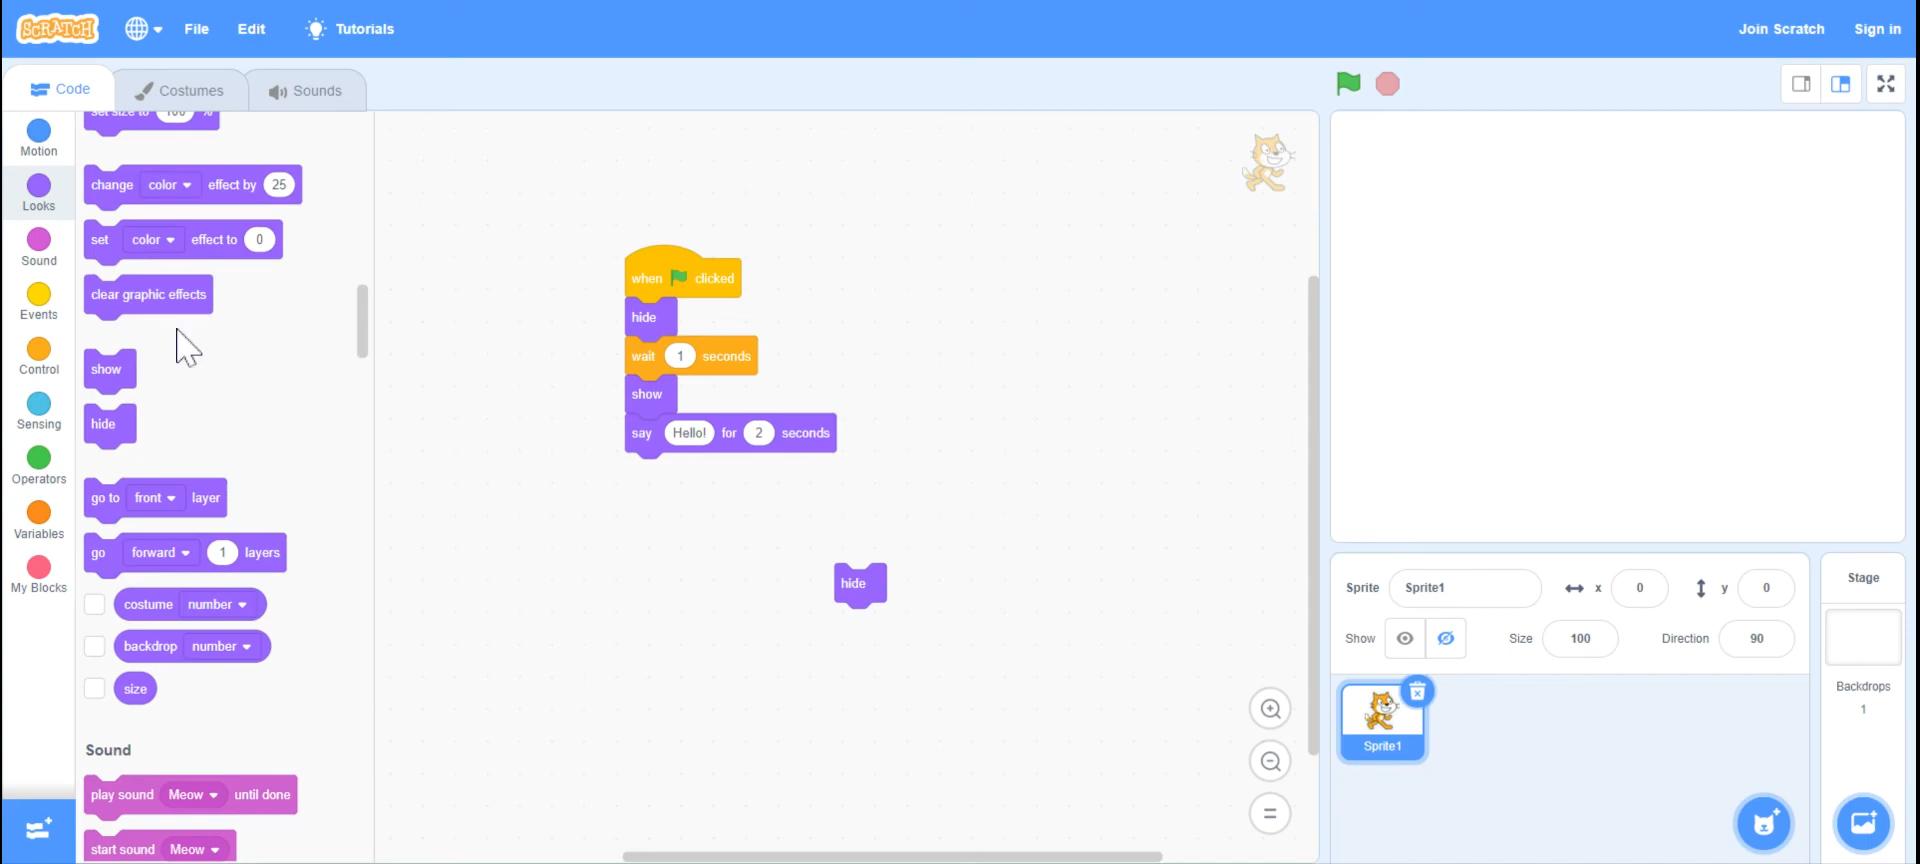 SCRATCH File Edit Tutorials Join Scratch Sign in
Code Costumes Sounds
Motion
Looks
Sound
Events
Control
Sensing
Operators
Variables
My Blocks
set size to 100 %
change color effect by 25
set color effect to 0
clear graphic effects
show
hide
go to front layer
go forward 1 layers
costume number
backdrop number
size
Sound
play sound Meow until done
start sound Meow
when clicked
hide
wait 1 seconds
show
say Hello! for 2 seconds
hide
Sprite Sprite1 x 0 y 0
Show Size 100 Direction 90
Sprite1
Stage
Backdrops
1